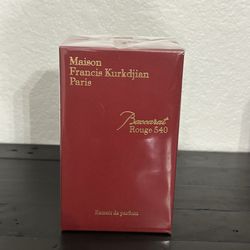 Maison
Francis Kurkdjian
Paris
Baccarat
Rouge 540
Extrait de parfum